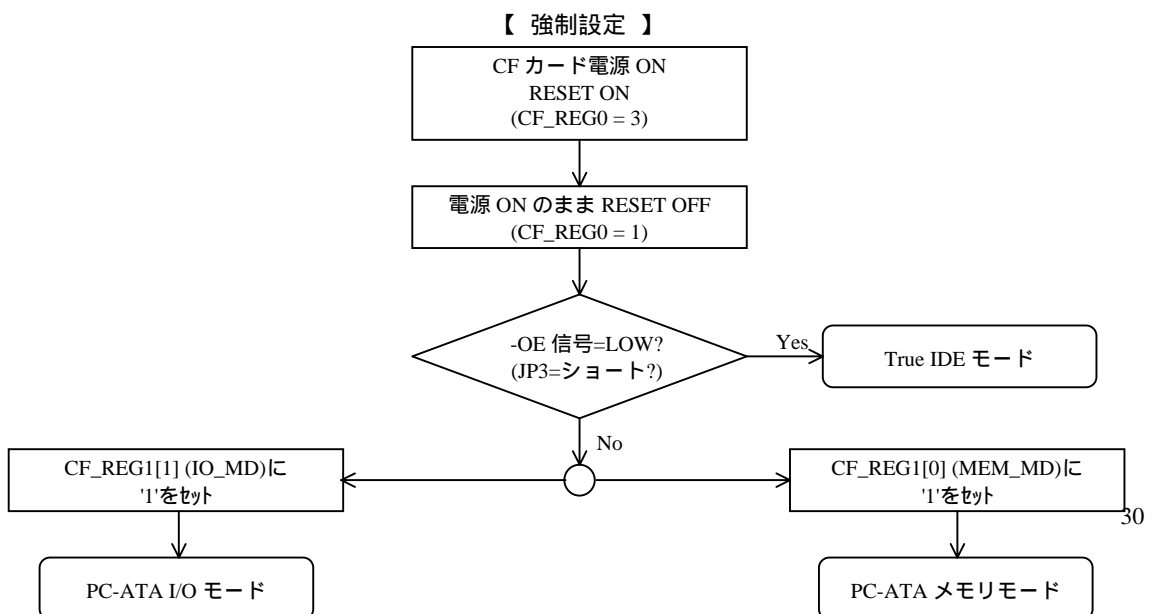 【 強制設定 】
CF カード電源 ON
RESET ON
(CF_REG0 = 3)
電源 ON のまま RESET OFF
(CF_REG0 = 1)
-OE 信号=LOW?
(JP3=ショート?)
Yes
True IDE モード
No
CF_REG1[1] (IO_MD)に
'1'をセット
CF_REG1[0] (MEM_MD)に
'1'をセット
30
PC-ATA I/O モード
PC-ATA メモリモード